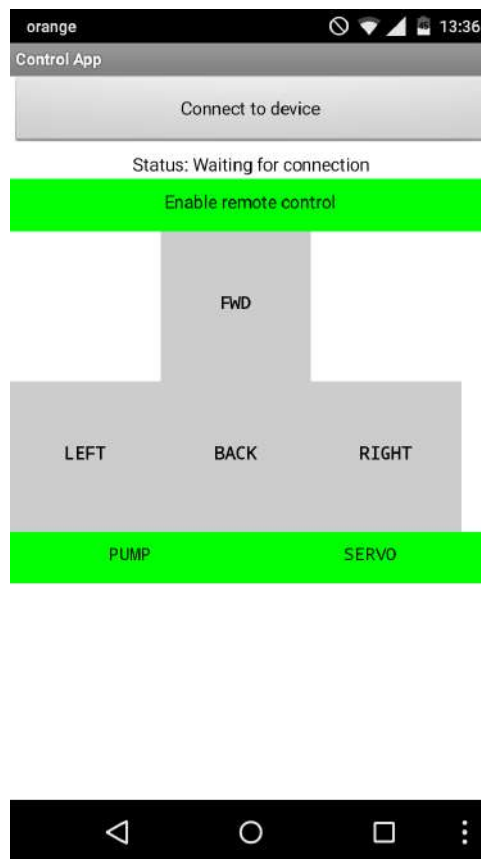 orange 45 13:36
Control App
Connect to device
Status: Waiting for connection
Enable remote control
FWD
LEFT BACK RIGHT
PUMP SERVO